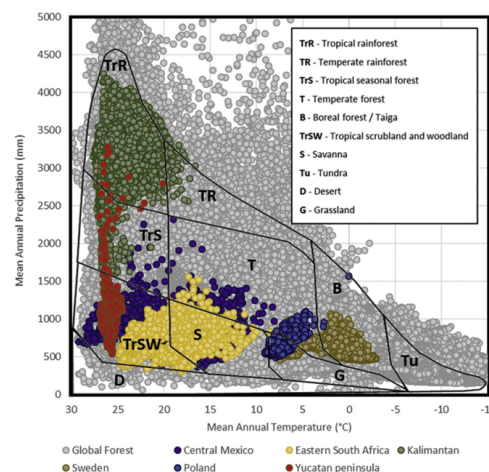 5000
4500
4000
3500
3000
2500
2000
1500
1000
500
0
Mean Annual Precipitation (mm)
TrR
TR
TrS
T
B
TrSW
S
Tu
D
G
TrR - Tropical rainforest
TR - Temperate rainforest
TrS - Tropical seasonal forest
T - Temperate forest
B - Boreal forest / Taiga
TrSW - Tropical scrubland and woodland
S - Savanna
Tu - Tundra
D - Desert
G - Grassland
30 25 20 15 10 5 0 -5 -10 -15
Mean Annual Temperature (°C)
Global Forest Central Mexico Eastern South Africa Kalimantan
Sweden Poland Yucatan peninsula